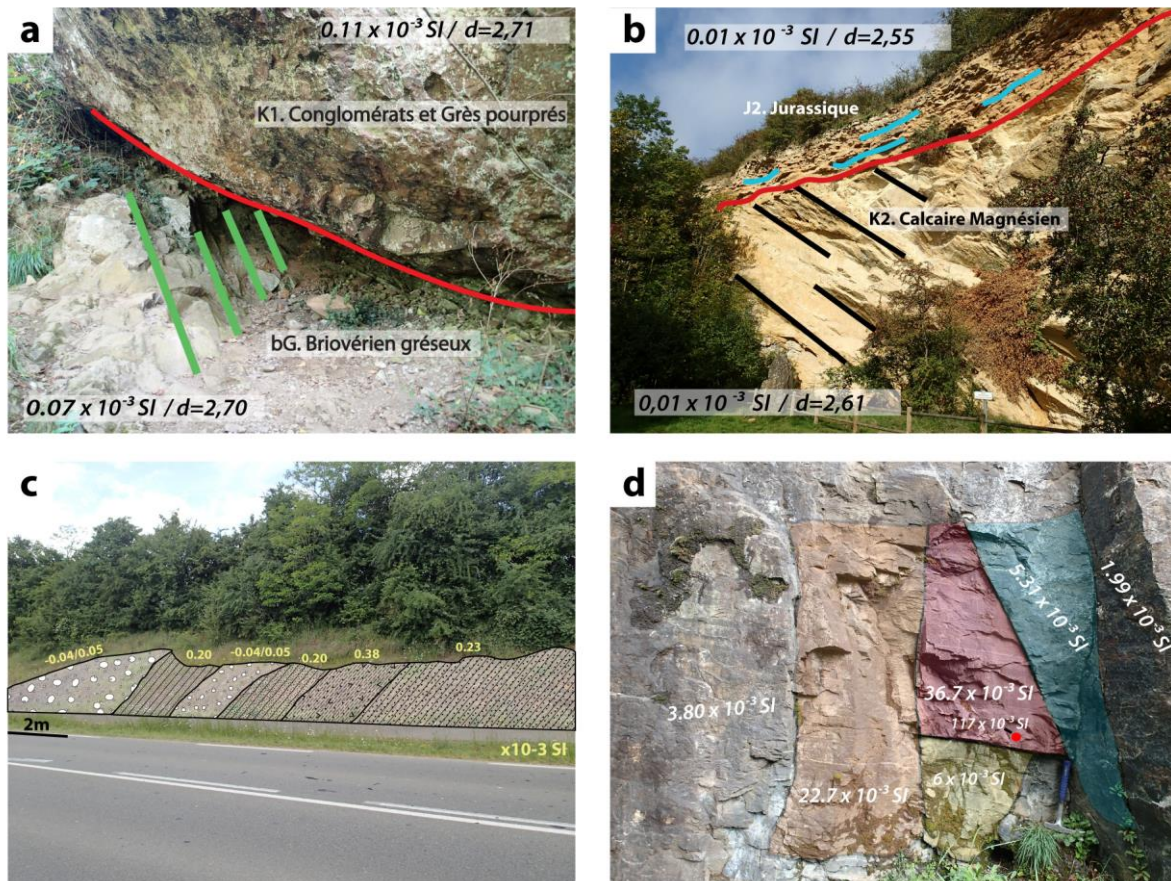 a
0.11 x 10⁻³ SI / d=2,71
K1. Conglomérats et Grès pourprés
bG. Briovérien gréseux
0.07 x 10⁻³ SI / d=2,70
b
0.01 x 10⁻³ SI / d=2,55
J2. Jurassique
K2. Calcaire Magnésien
0,01 x 10⁻³ SI / d=2,61
c
-0.04/0.05
0.20
-0.04/0.05
0.20
0.38
0.23
2m
x10-3 SI
d
3.80 x 10⁻³ SI
22.7 x 10⁻³ SI
36.7 x 10⁻³ SI
117 x 10⁻³ SI
6 x 10⁻³ SI
5.31 x 10⁻³ SI
1.99 x 10⁻³ SI